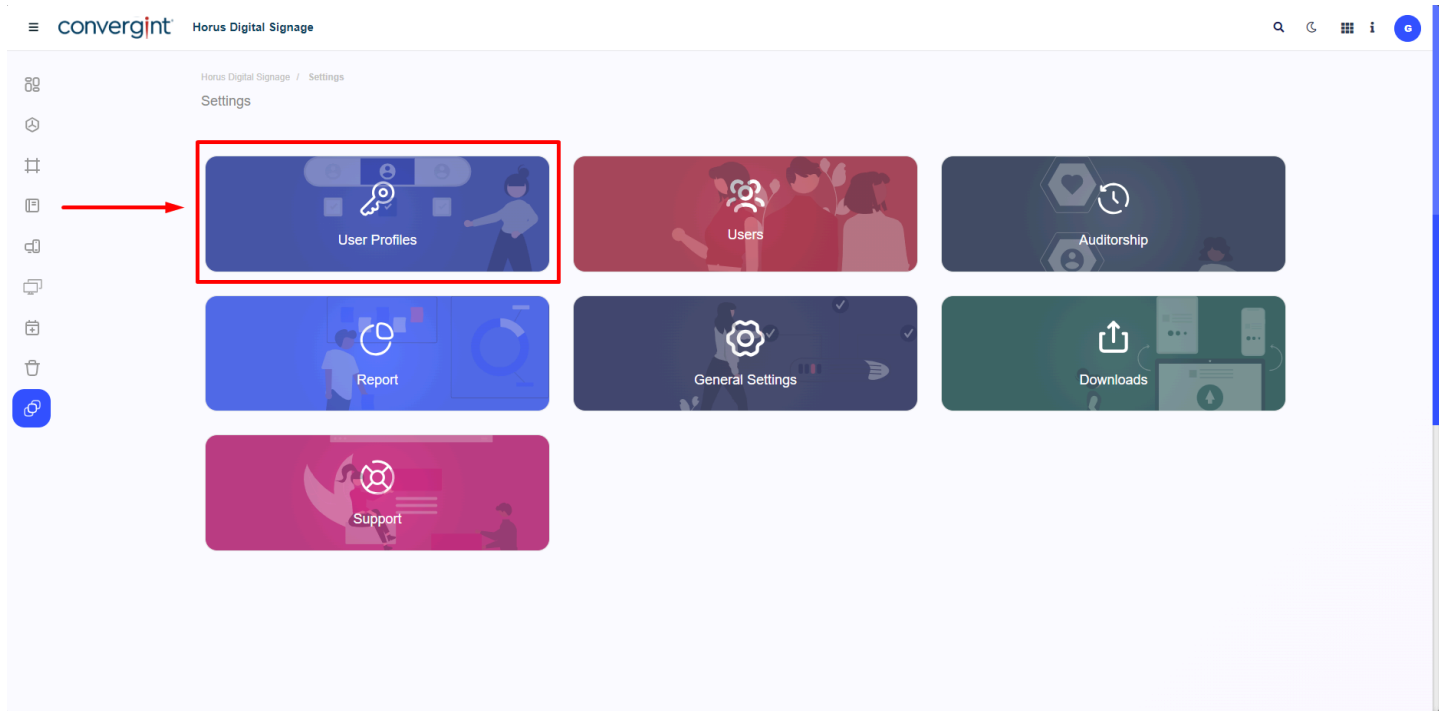 convergint Horus Digital Signage
i G
Horus Digital Signage / Settings
Settings
User Profiles Users Auditorship
Report General Settings Downloads
Support